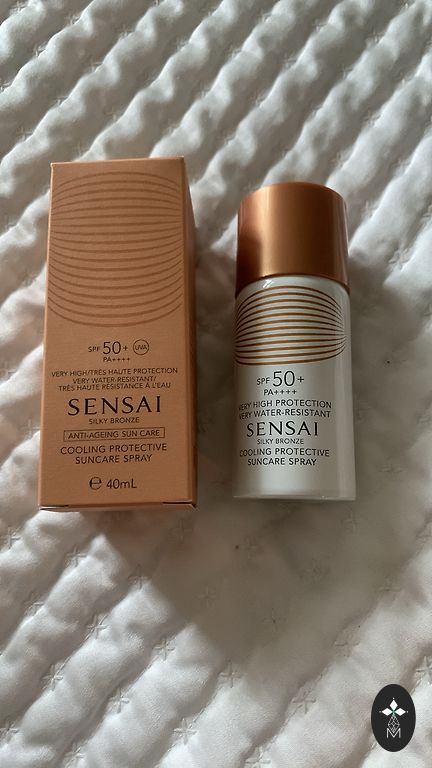 SPF 50+ UVA
PA++++
VERY HIGH/TRÈS HAUTE PROTECTION
VERY WATER-RESISTANT/
TRÈS HAUTE RÉSISTANCE À L'EAU
SENSAI
SILKY BRONZE
ANTI-AGEING SUN CARE
COOLING PROTECTIVE
SUNCARE SPRAY
e 40mL
SPF 50+
PA++++
VERY HIGH PROTECTION
VERY WATER-RESISTANT
SENSAI
SILKY BRONZE
COOLING PROTECTIVE
SUNCARE SPRAY
M